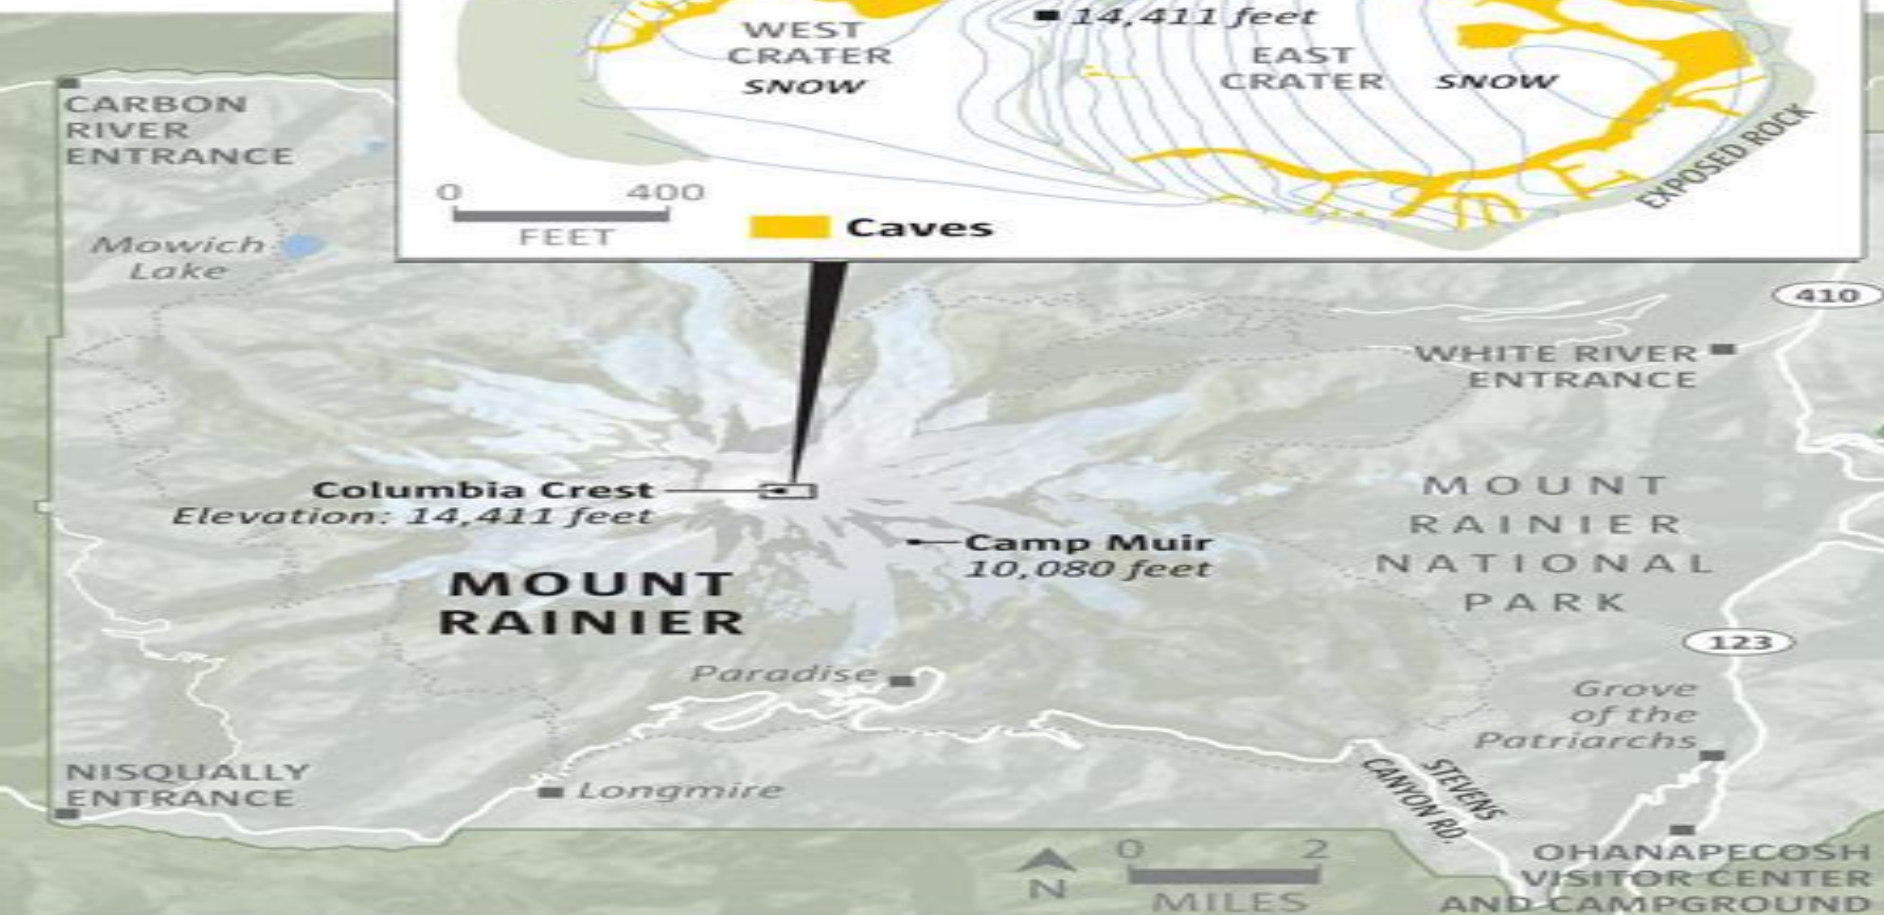 14,411 feet
WEST
CRATER
SNOW
EAST
CRATER
SNOW
EXPOSED ROCK
0 400
FEET
Caves
CARBON
RIVER
ENTRANCE
Mowich
Lake
410
WHITE RIVER
ENTRANCE
Columbia Crest
Elevation: 14,411 feet
Camp Muir
10,080 feet
MOUNT
RAINIER
MOUNT
RAINIER
NATIONAL
PARK
123
Paradise
Grove
of the
Patriarchs
NISQUALLY
ENTRANCE
Longmire
STEVENS
CANYON RD.
N
0 2
MILES
OHANAPECOSH
VISITOR CENTER
AND CAMPGROUND